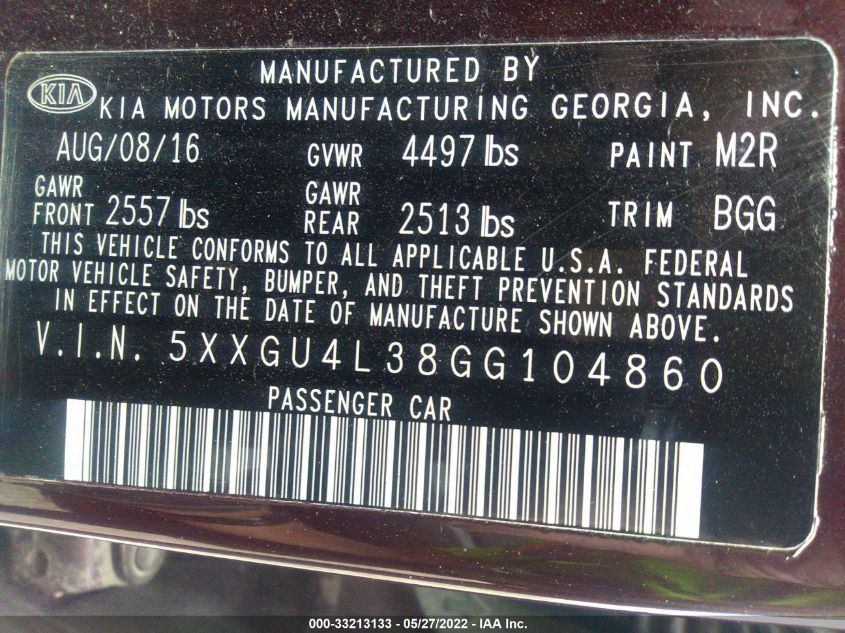 MANUFACTURED BY
KIA KIA MOTORS MANUFACTURING GEORGIA, INC.
AUG/08/16 GVWR 4497 lbs PAINT M2R
GAWR FRONT 2557 lbs GAWR REAR 2513 lbs TRIM BGG
THIS VEHICLE CONFORMS TO ALL APPLICABLE U.S.A. FEDERAL
MOTOR VEHICLE SAFETY, BUMPER, AND THEFT PREVENTION STANDARDS
IN EFFECT ON THE DATE OF MANUFACTURE SHOWN ABOVE.
V.I.N. 5XXGU4L38GG104860
PASSENGER CAR
000-33213133 - 05/27/2022 - IAA Inc.